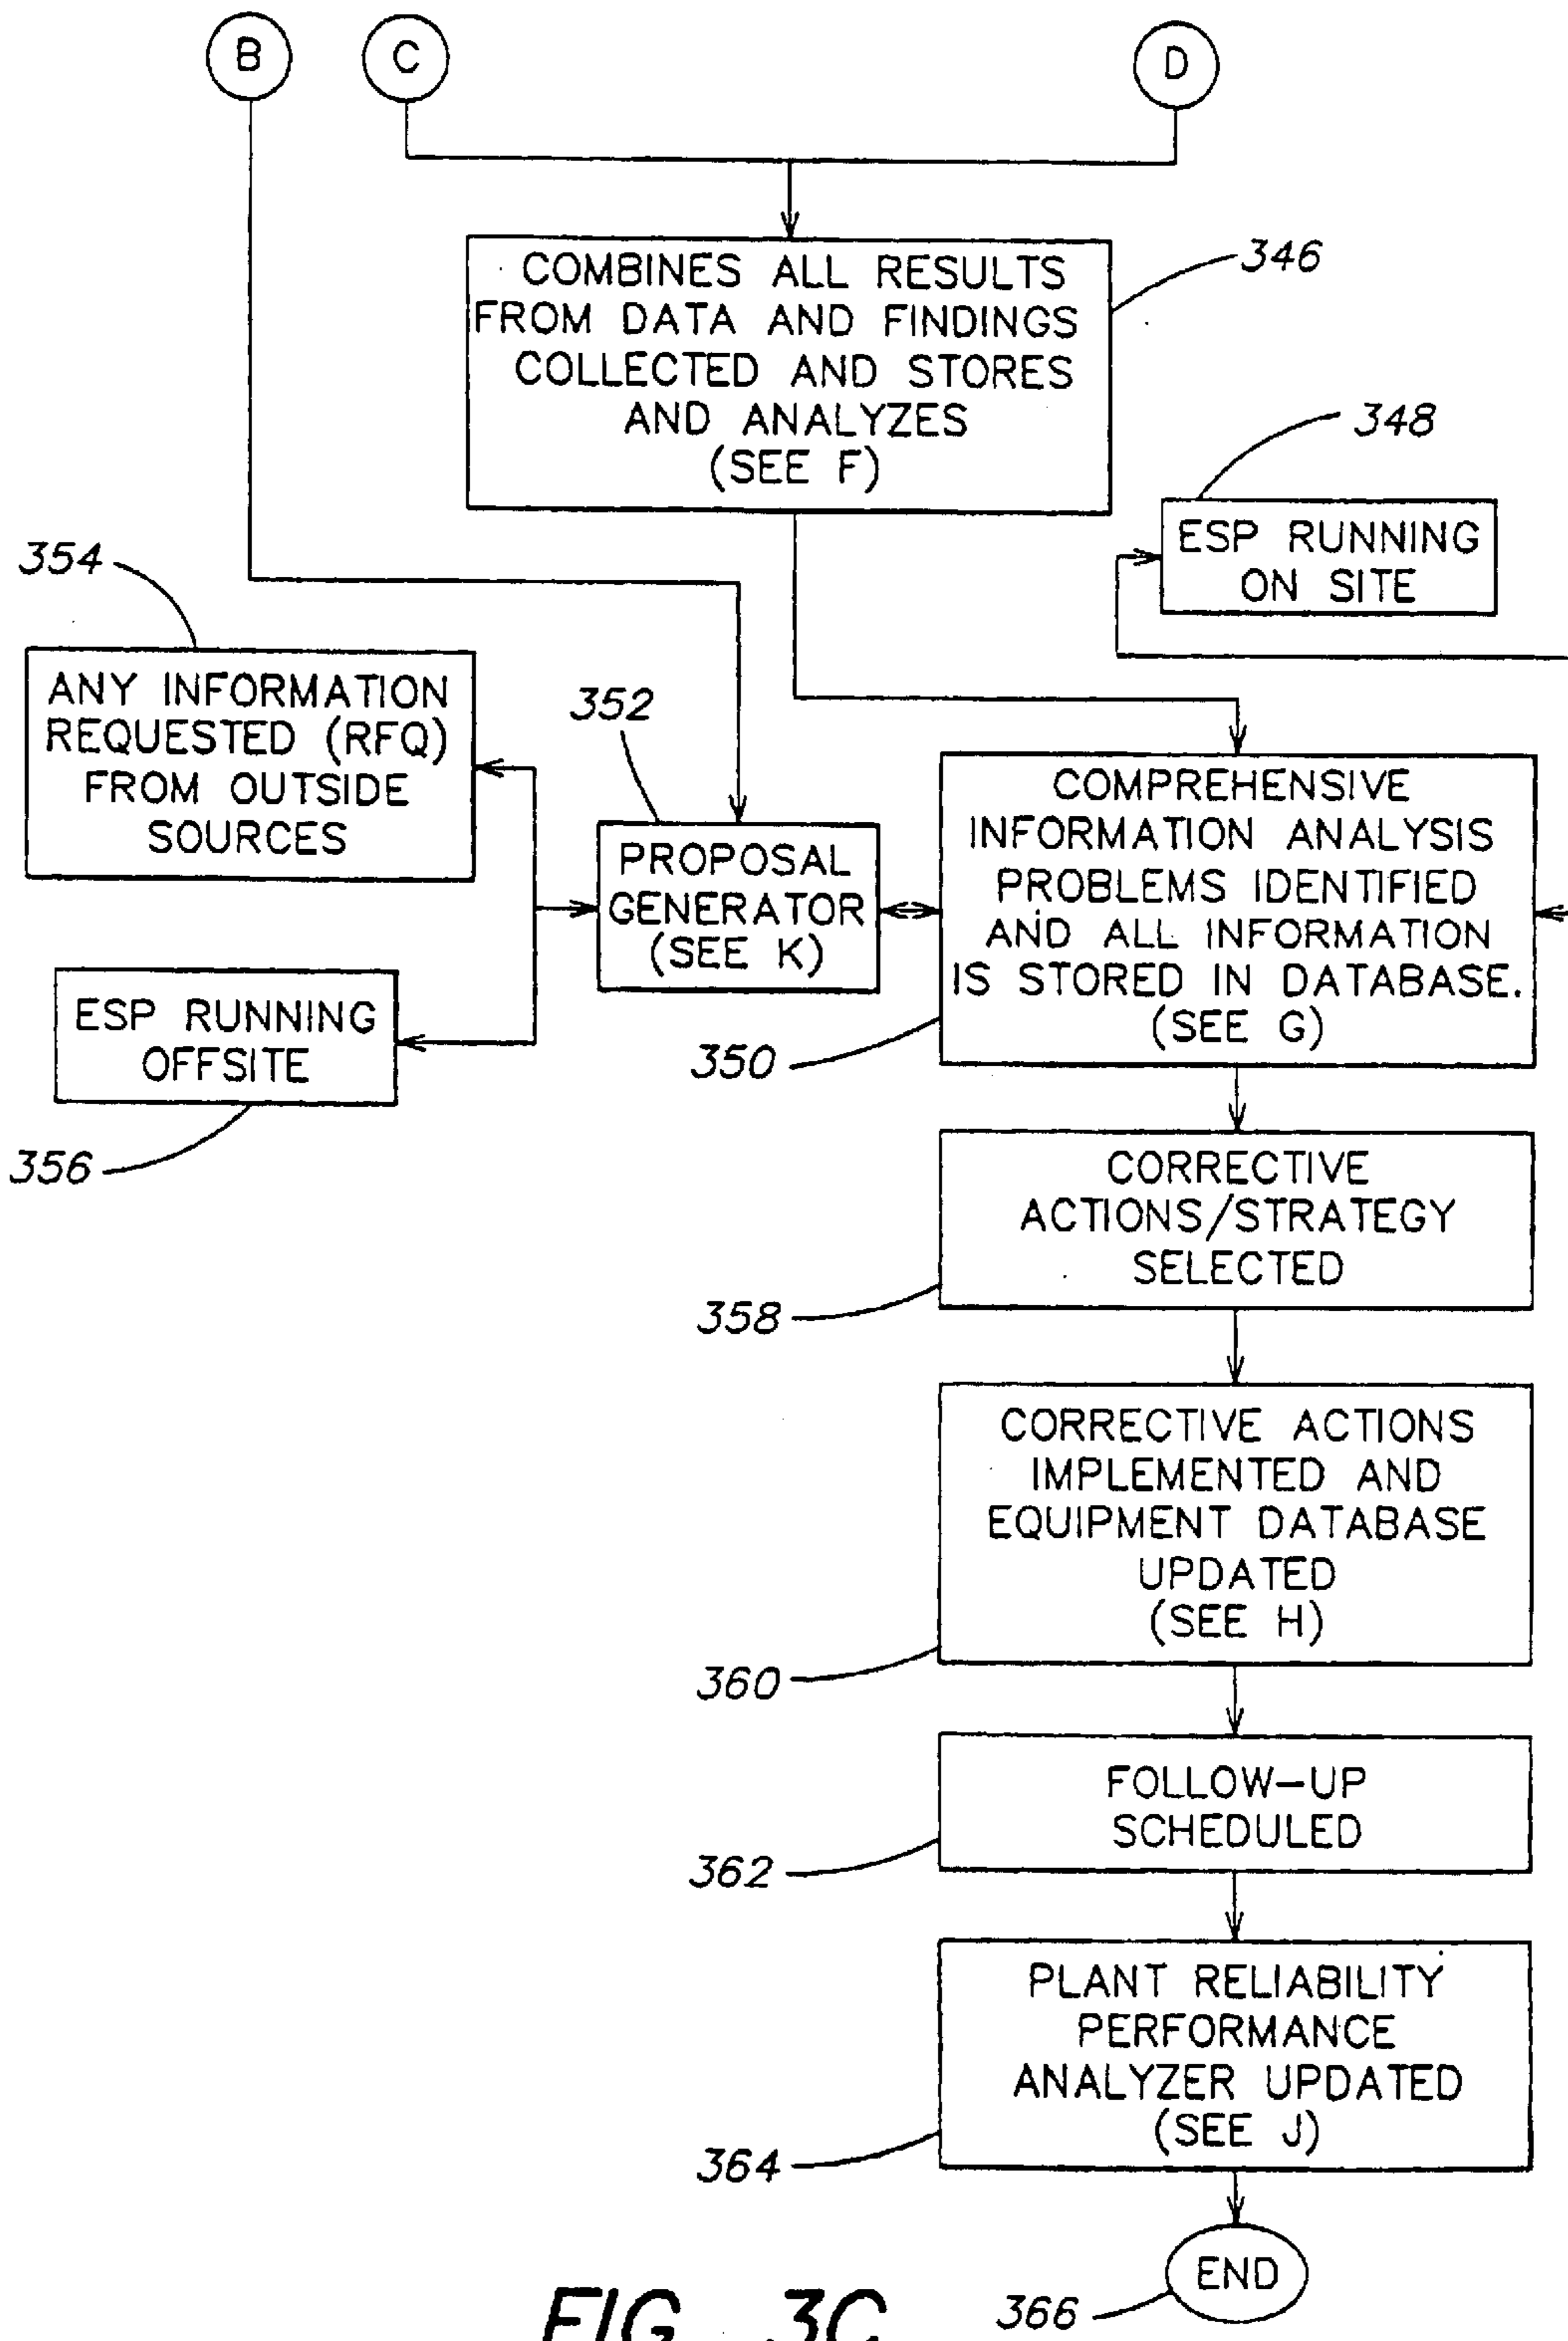 B
C
D
COMBINES ALL RESULTS
FROM DATA AND FINDINGS
COLLECTED AND STORES
AND ANALYZES
(SEE F)
346
348
ESP RUNNING
ON SITE
354
ANY INFORMATION
REQUESTED (RFQ)
FROM OUTSIDE
SOURCES
352
PROPOSAL
GENERATOR
(SEE K)
COMPREHENSIVE
INFORMATION ANALYSIS
PROBLEMS IDENTIFIED
AND ALL INFORMATION
IS STORED IN DATABASE.
(SEE G)
350
ESP RUNNING
OFFSITE
356
CORRECTIVE
ACTIONS/STRATEGY
SELECTED
358
CORRECTIVE ACTIONS
IMPLEMENTED AND
EQUIPMENT DATABASE
UPDATED
(SEE H)
360
FOLLOW-UP
SCHEDULED
362
PLANT RELIABILITY
PERFORMANCE
ANALYZER UPDATED
(SEE J)
364
END
366
FIG. 3C